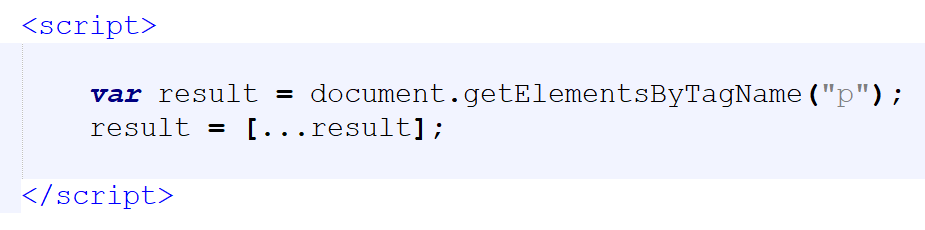 <script>
var result = document.getElementsByTagName("p");
result = [...result];
</script>